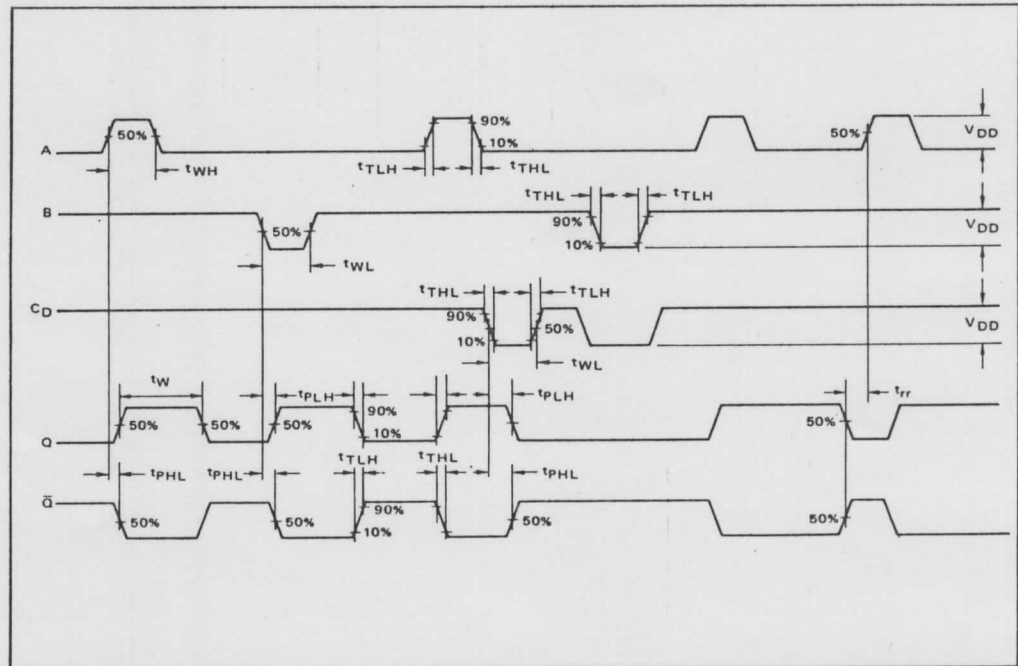 A
50%
tWH
90%
10%
tTLH
tTHL
50%
VDD
B
50%
tWL
tTHL
tTLH
90%
10%
VDD
CD
tTHL
tTLH
90%
50%
10%
tWL
VDD
tW
tPLH
tPLH
trr
Q
50%
50%
50%
90%
10%
50%
tPHL
tPHL
tTLH
tTHL
tPHL
Q̅
50%
50%
90%
10%
50%
50%